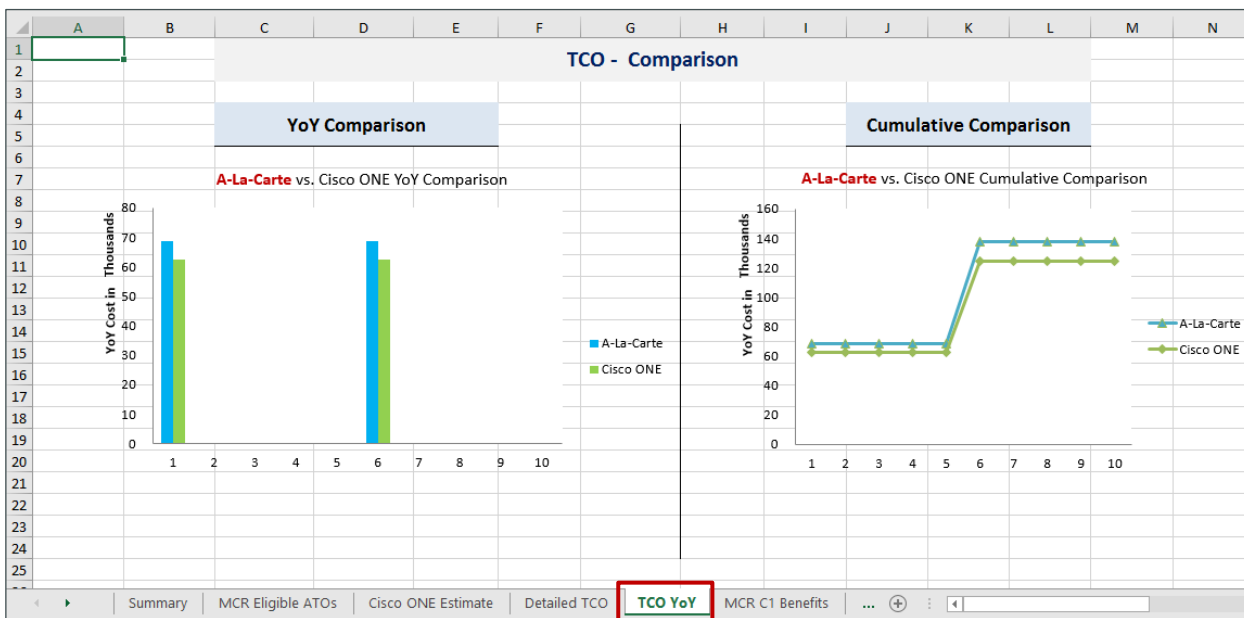 A B C D E F G H I J K L M N
1
2
3
4
5
6
7
8
9
10
11
12
13
14
15
16
17
18
19
20
21
22
23
24
25
TCO - Comparison
YoY Comparison
A-La-Carte vs. Cisco ONE YoY Comparison
YoY Cost in Thousands
80
70
60
50
40
30
20
10
0
1 2 3 4 5 6 7 8 9 10
A-La-Carte
Cisco ONE
Cumulative Comparison
A-La-Carte vs. Cisco ONE Cumulative Comparison
YoY Cost in Thousands
160
140
120
100
80
60
40
20
0
1 2 3 4 5 6 7 8 9 10
A-La-Carte
Cisco ONE
Summary MCR Eligible ATOs Cisco ONE Estimate Detailed TCO TCO YoY MCR C1 Benefits ...